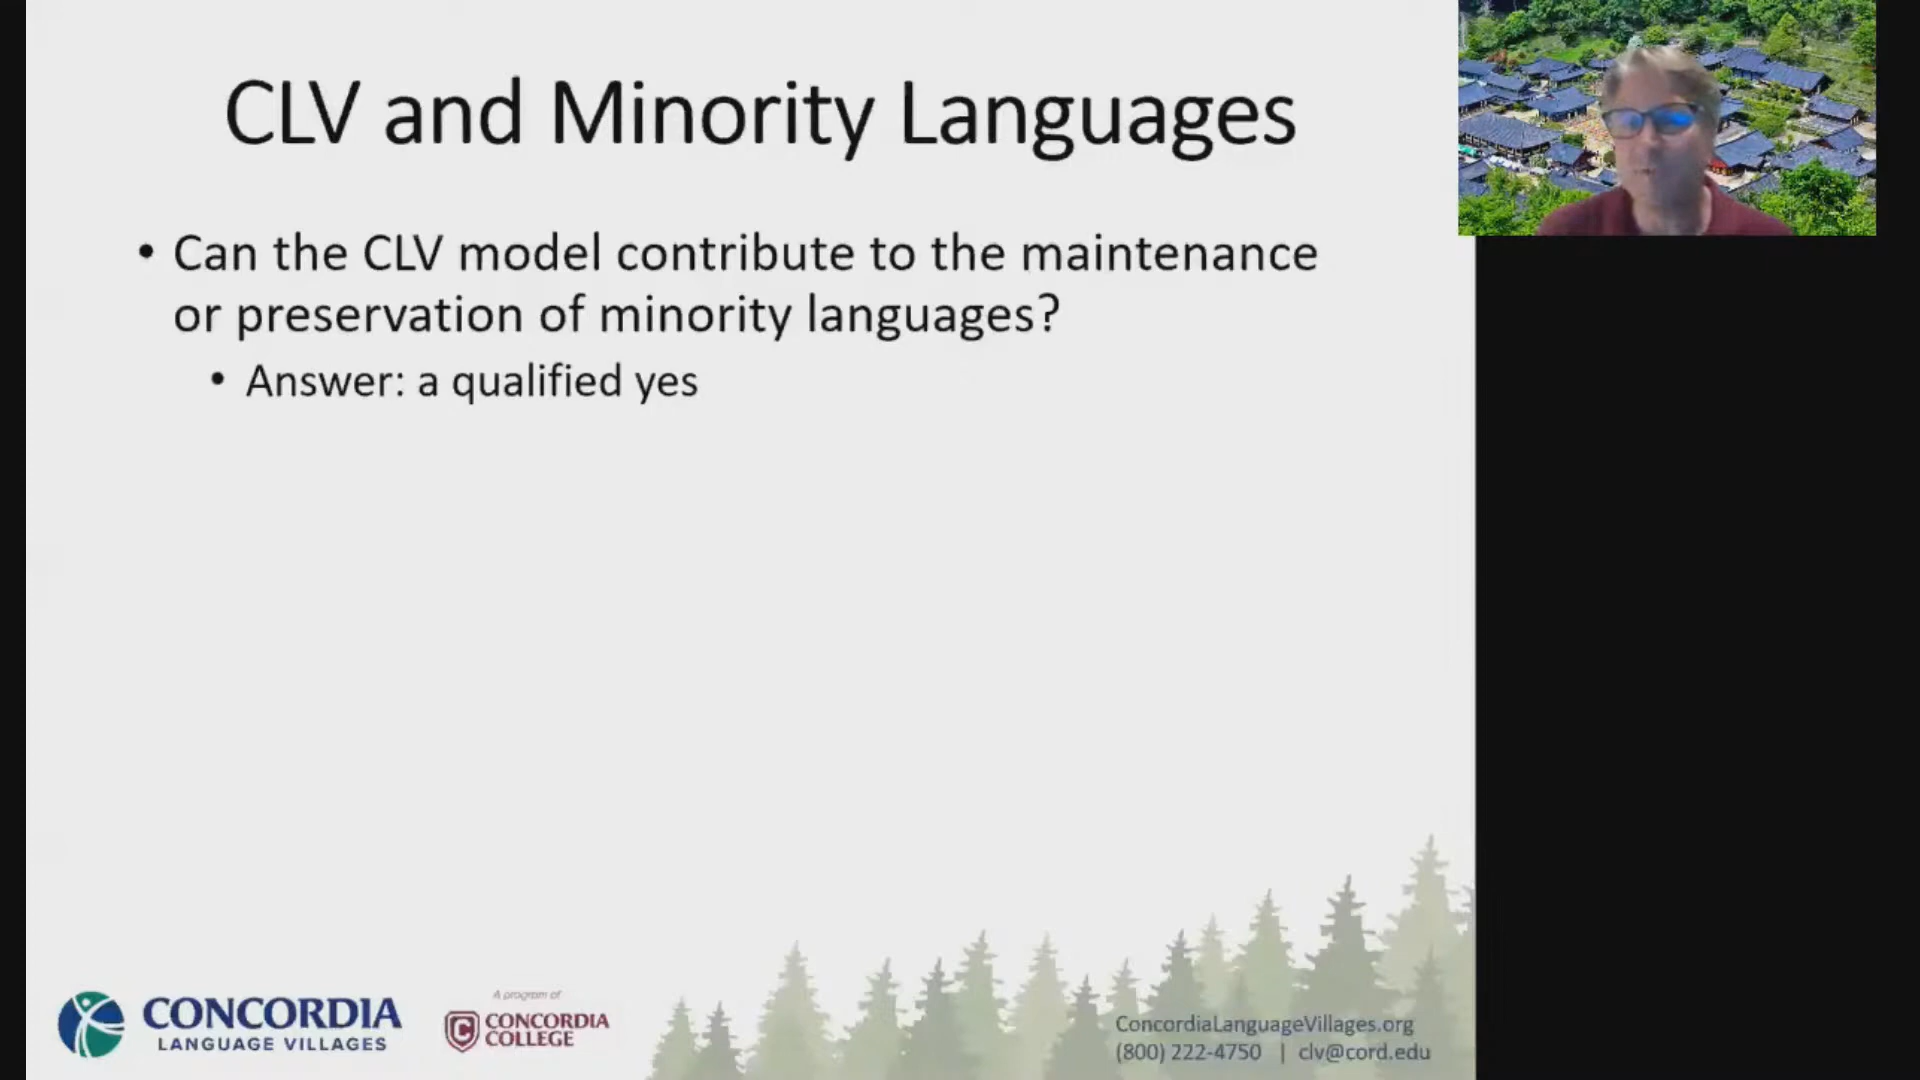 CLV and Minority Languages
• Can the CLV model contribute to the maintenance
or preservation of minority languages?
• Answer: a qualified yes
CONCORDIA
LANGUAGE VILLAGES
A program of
CONCORDIA
COLLEGE
ConcordiaLanguageVillages.org
(800) 222-4750 | clv@cord.edu